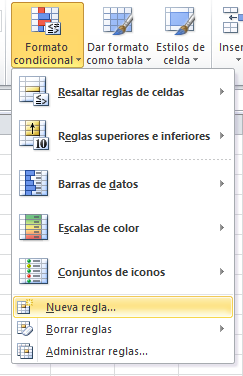 Formato
condicional
Dar formato
como tabla
Estilos de
celda
Inser
Resaltar reglas de celdas
Reglas superiores e inferiores
10
Barras de datos
Escalas de color
Conjuntos de iconos
Nueva regla...
Borrar reglas
Administrar reglas...